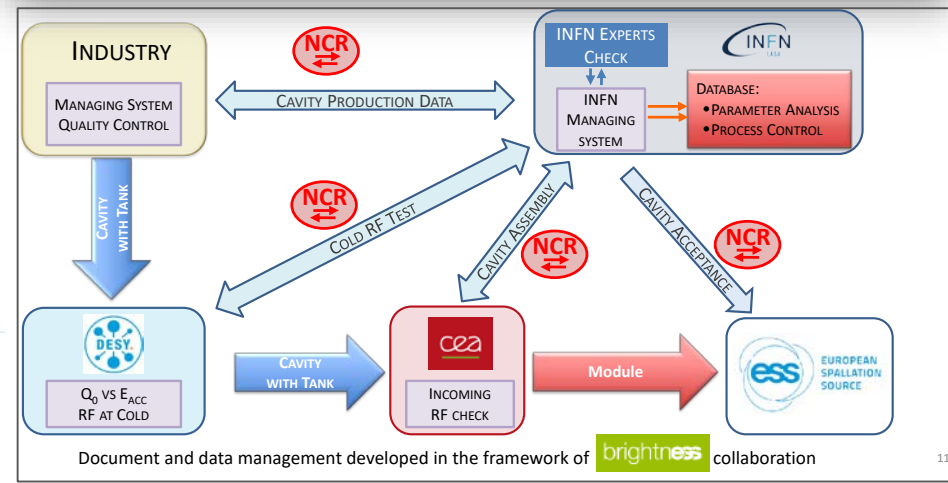 INDUSTRY
MANAGING SYSTEM
QUALITY CONTROL
NCR
CAVITY PRODUCTION DATA
INFN EXPERTS
CHECK
INFN
LASA
INFN
MANAGING
SYSTEM
DATABASE:
•PARAMETER ANALYSIS
•PROCESS CONTROL
CAVITY
WITH TANK
NCR
COLD RF TEST
CAVITY ASSEMBLY
NCR
CAVITY ACCEPTANCE
NCR
DESY.
Q0 VS EACC
RF AT COLD
CAVITY
WITH TANK
cea
INCOMING
RF CHECK
Module
ess
EUROPEAN
SPALLATION
SOURCE
Document and data management developed in the framework of brightness collaboration
11